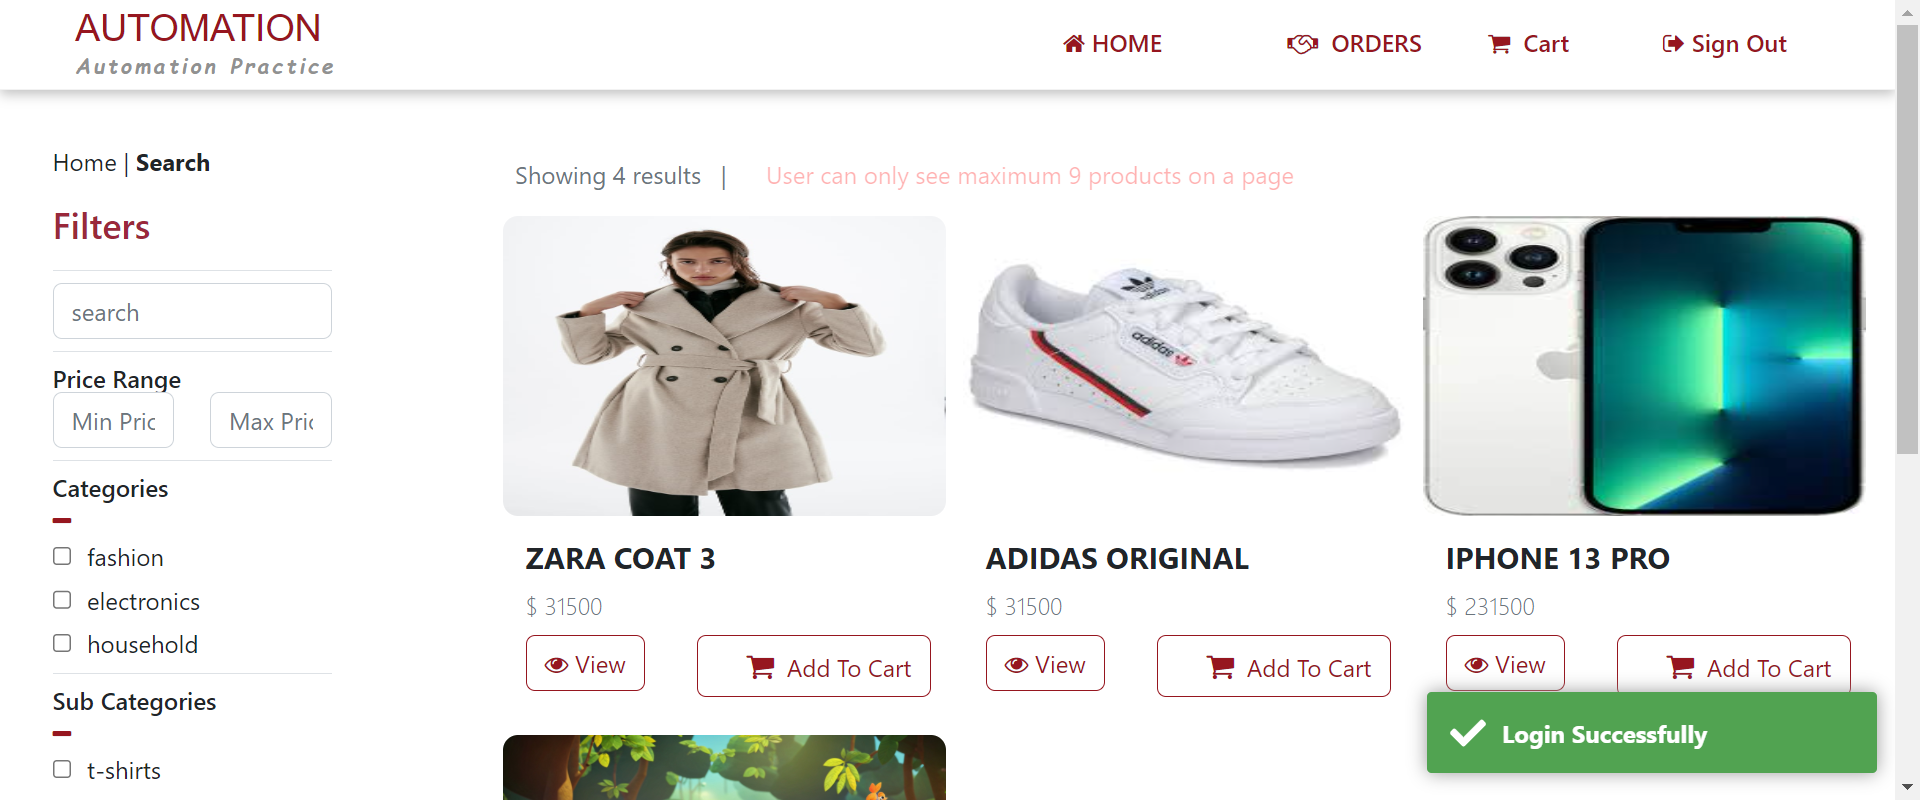 AUTOMATION
Automation Practice
HOME
ORDERS
Cart
Sign Out
Home | Search
Showing 4 results |
User can only see maximum 9 products on a page
Filters
search
Price Range
Min Pric
Max Pric
Categories
fashion
electronics
household
Sub Categories
t-shirts
adidas
adidas
ZARA COAT 3
$ 31500
View
Add To Cart
ADIDAS ORIGINAL
$ 31500
View
Add To Cart
IPHONE 13 PRO
$ 231500
View
Add To Cart
Login Successfully